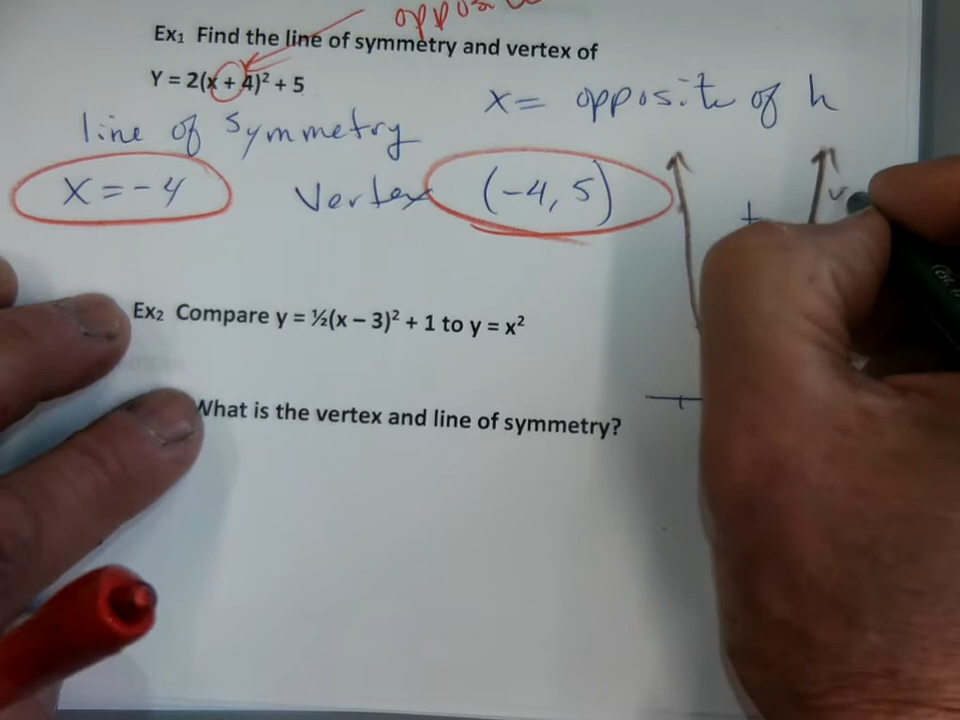 Ex1 Find the line of symmetry and vertex of
Y = 2(x + 4)² + 5
x = opposite of h
line of symmetry
x = -4
Vertex (-4, 5)
Ex2 Compare y = ½(x – 3)² + 1 to y = x²
What is the vertex and line of symmetry?